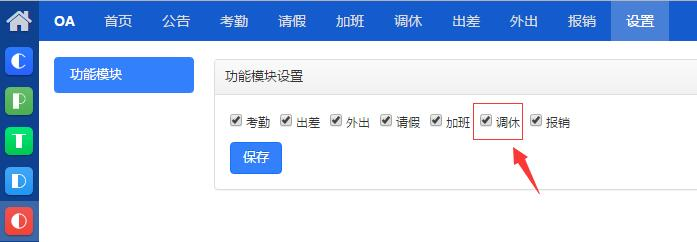 OA 首页 公告 考勤 请假 加班 调休 出差 外出 报销 设置
功能模块
功能模块设置
考勤 出差 外出 请假 加班 调休 报销
保存